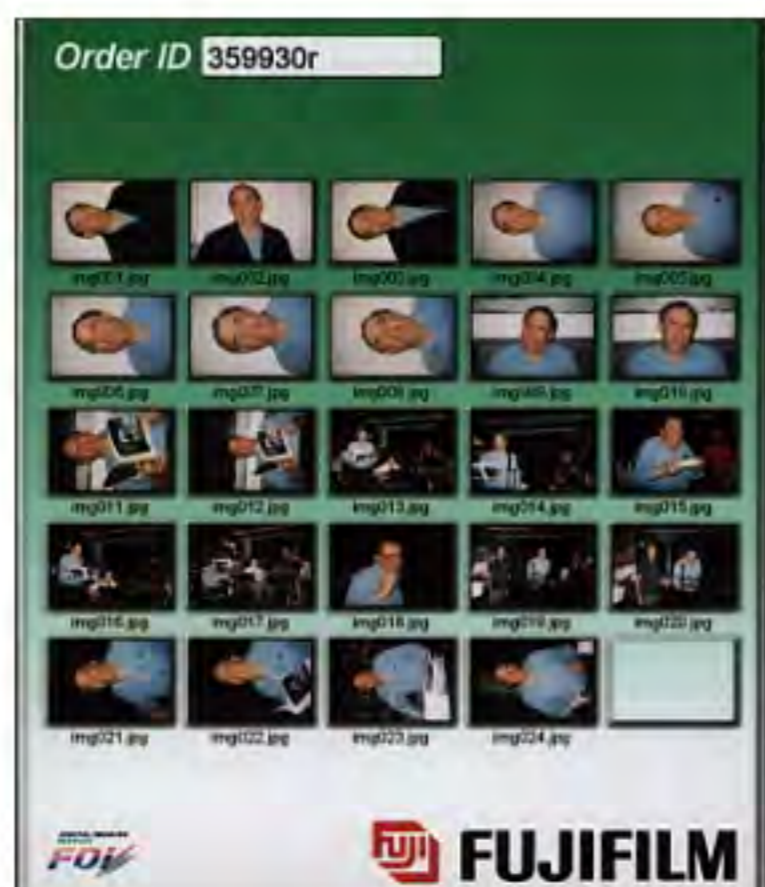 Order ID 359930r
img001.jpg img002.jpg img003.jpg img004.jpg img005.jpg
img006.jpg img007.jpg img008.jpg img009.jpg img010.jpg
img011.jpg img012.jpg img013.jpg img014.jpg img015.jpg
img016.jpg img017.jpg img018.jpg img019.jpg img020.jpg
img021.jpg img022.jpg img023.jpg img024.jpg
FUJI FUJIFILM